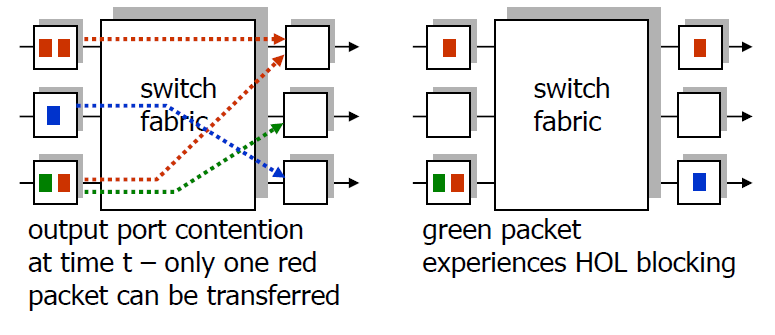 switch
fabric
output port contention
at time t – only one red
packet can be transferred
switch
fabric
green packet
experiences HOL blocking